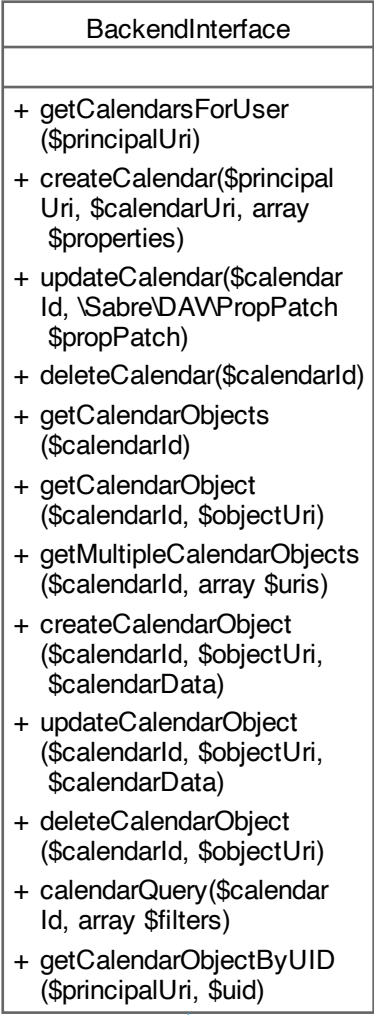 BackendInterface
+ getCalendarsForUser
($principalUri)
+ createCalendar($principal
Uri, $calendarUri, array
$properties)
+ updateCalendar($calendar
Id, \Sabre\DAV\PropPatch
$propPatch)
+ deleteCalendar($calendarId)
+ getCalendarObjects
($calendarId)
+ getCalendarObject
($calendarId, $objectUri)
+ getMultipleCalendarObjects
($calendarId, array $uris)
+ createCalendarObject
($calendarId, $objectUri,
$calendarData)
+ updateCalendarObject
($calendarId, $objectUri,
$calendarData)
+ deleteCalendarObject
($calendarId, $objectUri)
+ calendarQuery($calendar
Id, array $filters)
+ getCalendarObjectByUID
($principalUri, $uid)